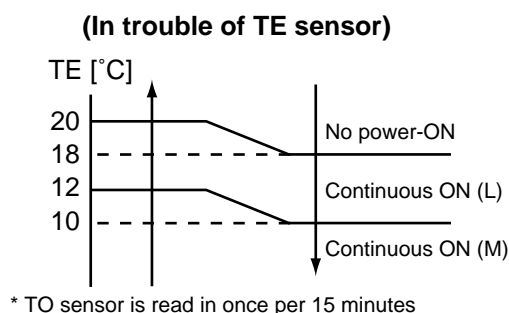 (In trouble of TE sensor)
TE [˚C]
20
No power-ON
18
12
Continuous ON (L)
10
Continuous ON (M)
* TO sensor is read in once per 15 minutes